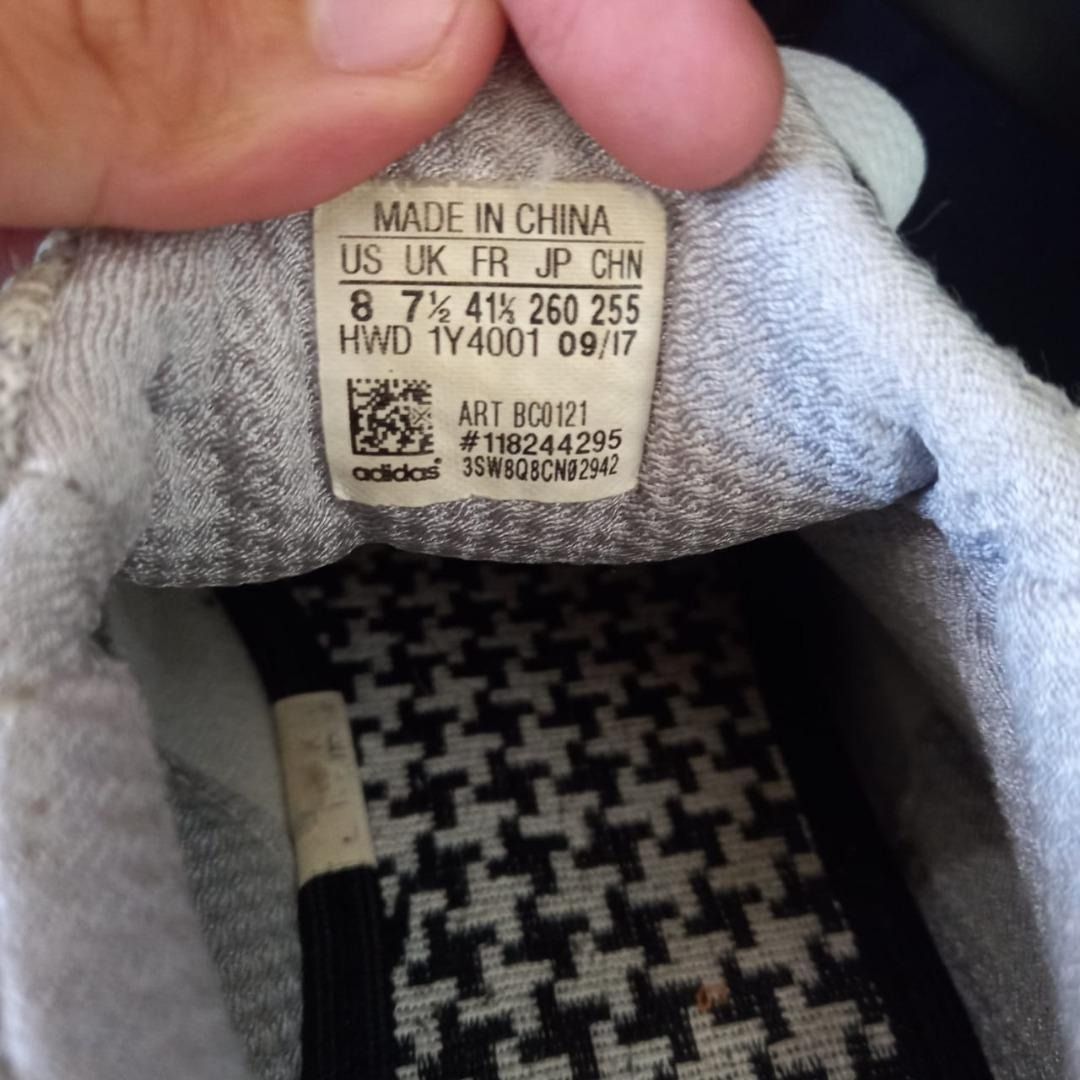 MADE IN CHINA
US UK FR JP CHN
8 7½ 41⅓ 260 255
HWD 1Y4001 09/17
ART BC0121
#118244295
adidas® 3SW8Q8CN02942